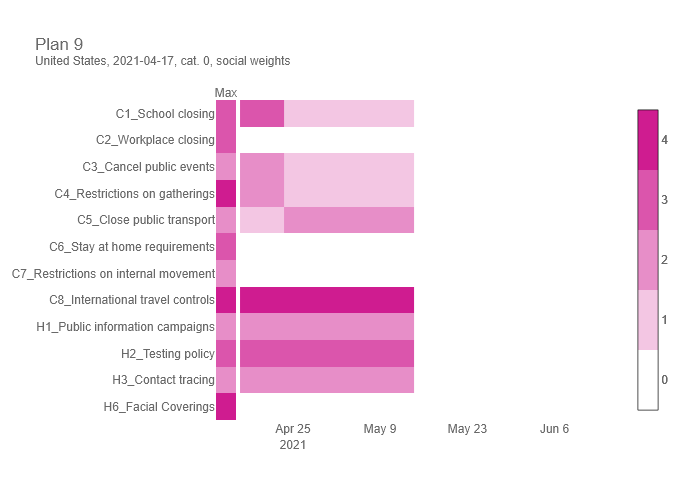 Plan 9
United States, 2021-04-17, cat. 0, social weights
Max
C1_School closing
C2_Workplace closing
C3_Cancel public events
C4_Restrictions on gatherings
C5_Close public transport
C6_Stay at home requirements
C7_Restrictions on internal movement
C8_International travel controls
H1_Public information campaigns
H2_Testing policy
H3_Contact tracing
H6_Facial Coverings
Apr 25 May 9 May 23 Jun 6
2021
4
3
2
1
0